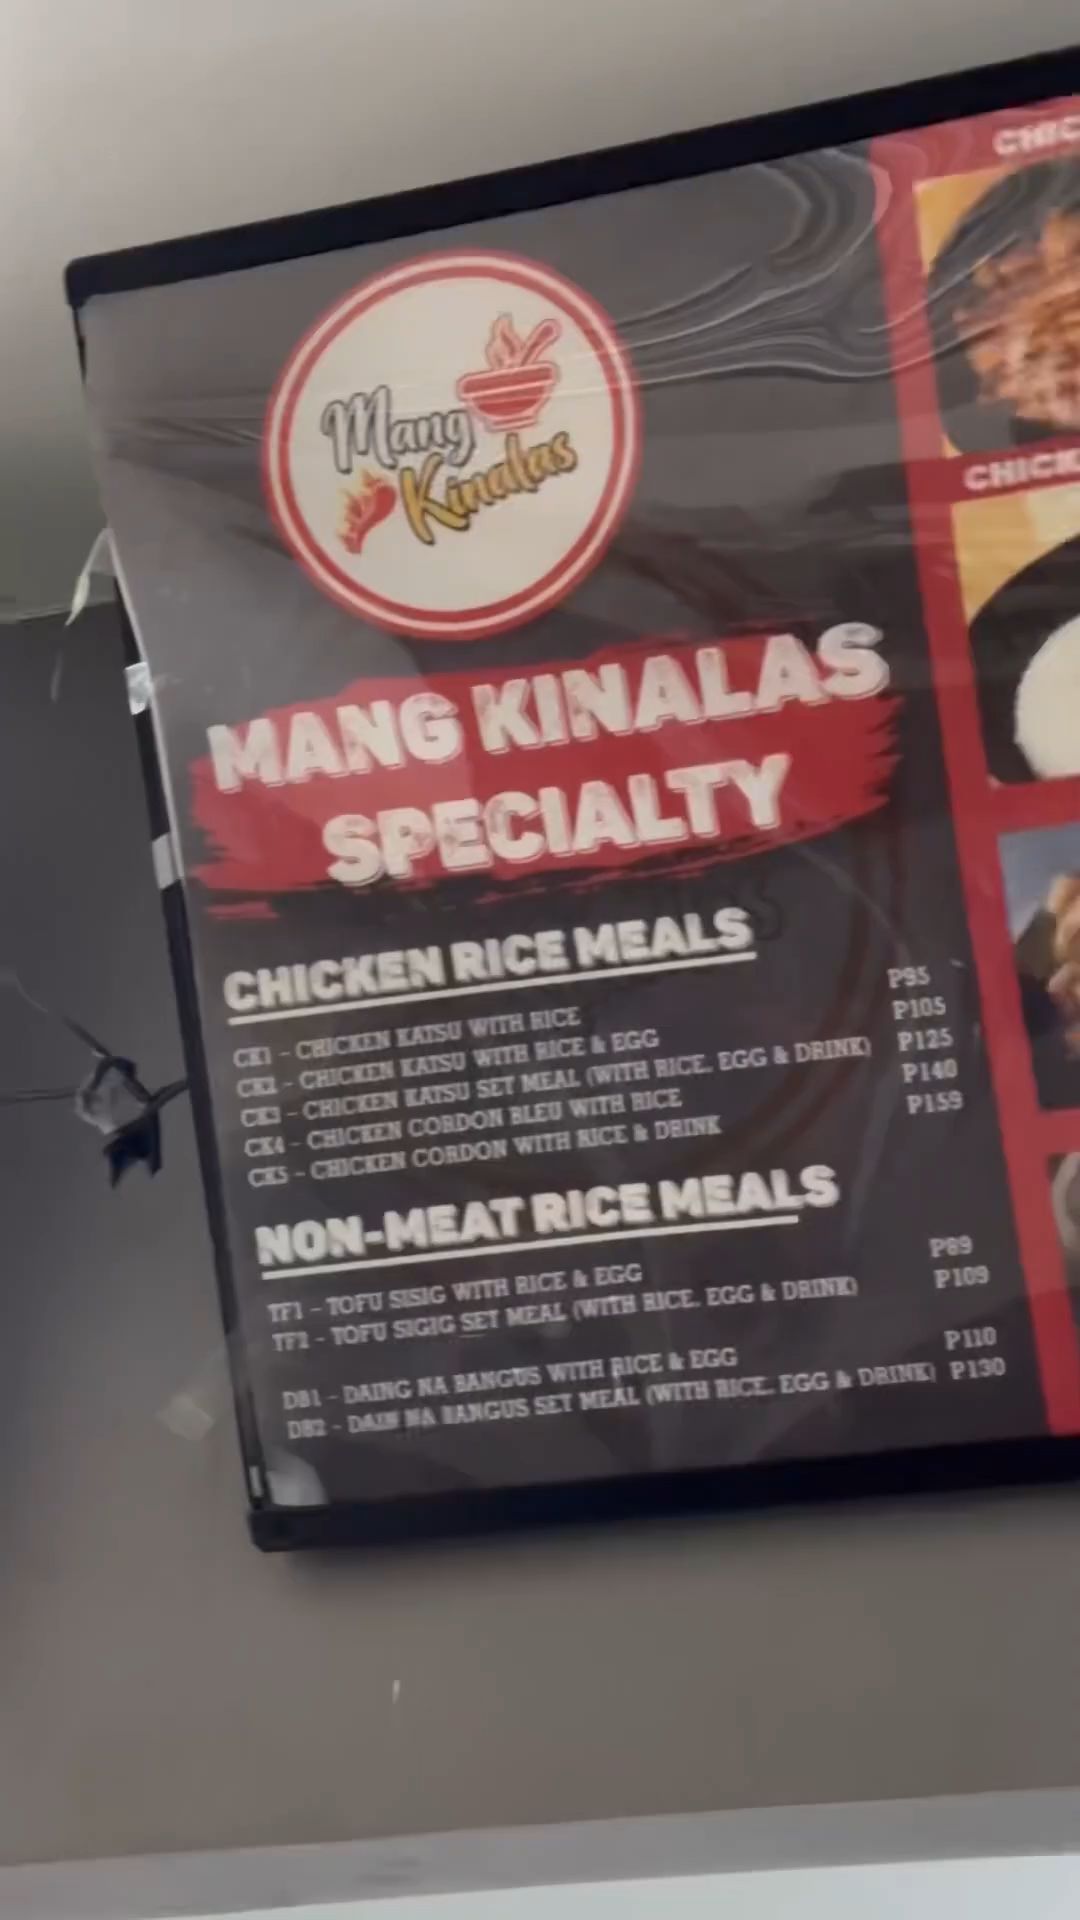 Mang
Kinalas
MANG KINALAS
SPECIALTY
CHICKEN RICE MEALS
CK1 - CHICKEN KATSU WITH RICE P95
CK2 - CHICKEN KATSU WITH RICE & EGG P105
CK3 - CHICKEN KATSU SET MEAL (WITH RICE, EGG & DRINK) P125
CK4 - CHICKEN CORDON BLEU WITH RICE P140
CK5 - CHICKEN CORDON WITH RICE & DRINK P159
NON-MEAT RICE MEALS
TF1 - TOFU SISIG WITH RICE & EGG P89
TF2 - TOFU SIGIG SET MEAL (WITH RICE, EGG & DRINK) P109
DB1 - DAING NA BANGUS WITH RICE & EGG P110
DB2 - DAIN NA BANGUS SET MEAL (WITH RICE, EGG & DRINK) P130
CHIC
CHICK